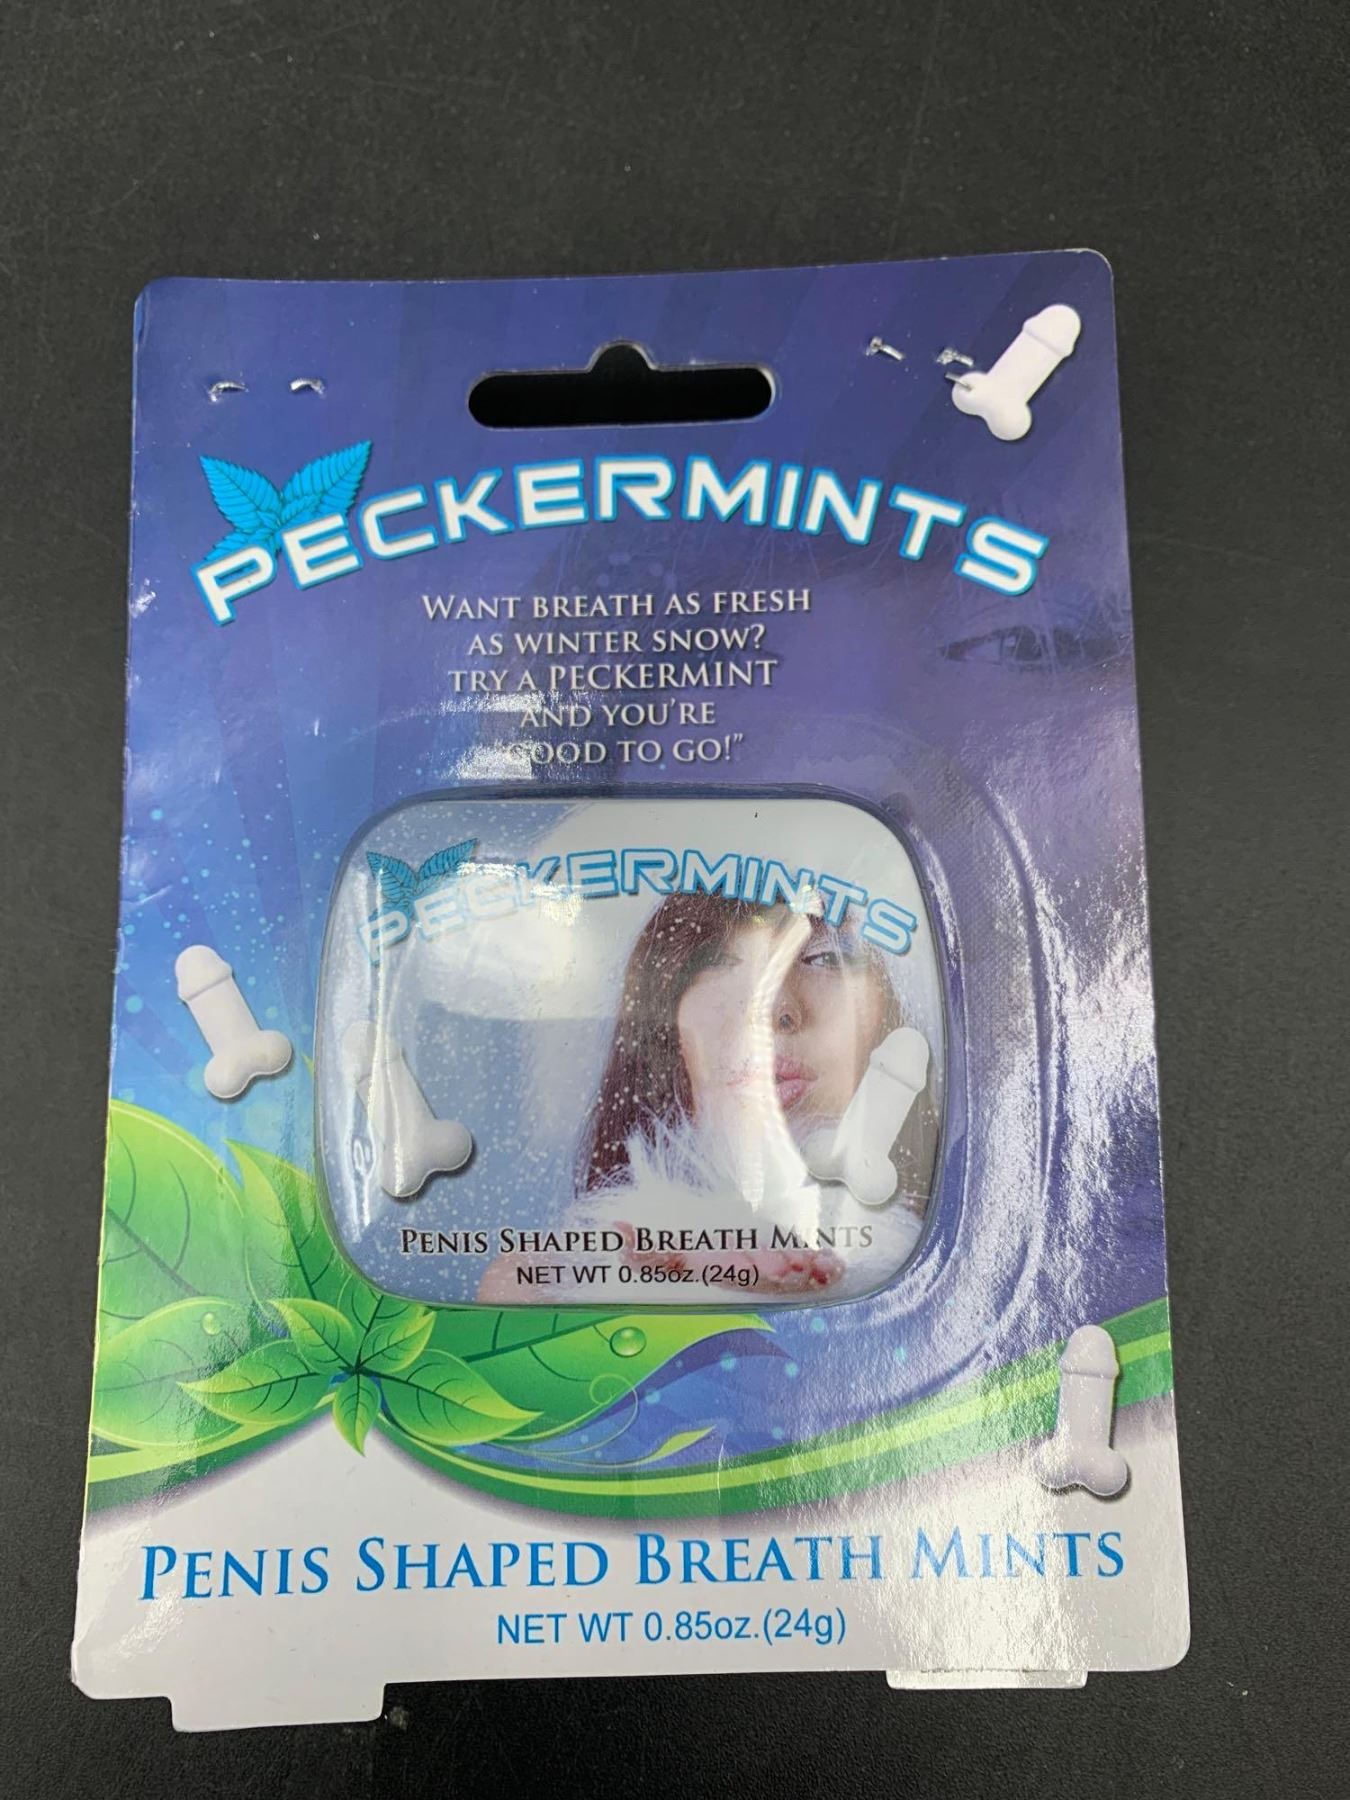 PECKERMINTS
WANT BREATH AS FRESH
AS WINTER SNOW?
TRY A PECKERMINT
AND YOU'RE
"GOOD TO GO!"
PECKERMINTS
PENIS SHAPED BREATH MINTS
NET WT 0.85oz.(24g)
PENIS SHAPED BREATH MINTS
NET WT 0.85oz.(24g)